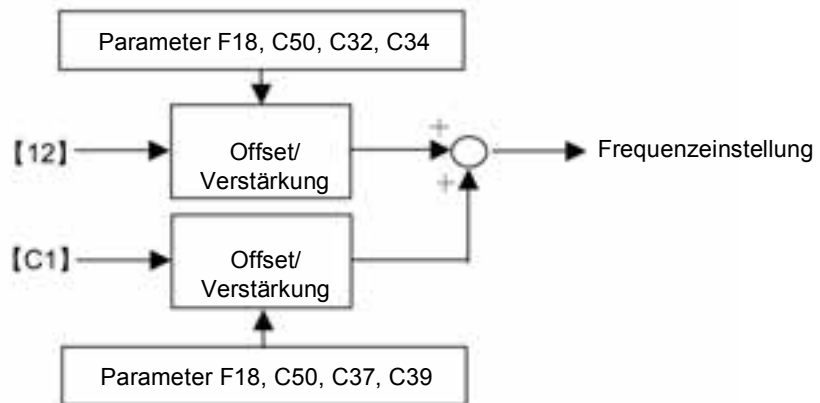 Parameter F18, C50, C32, C34
【12】
Offset/
Verstärkung
+
+
Frequenzeinstellung
【C1】
Offset/
Verstärkung
Parameter F18, C50, C37, C39